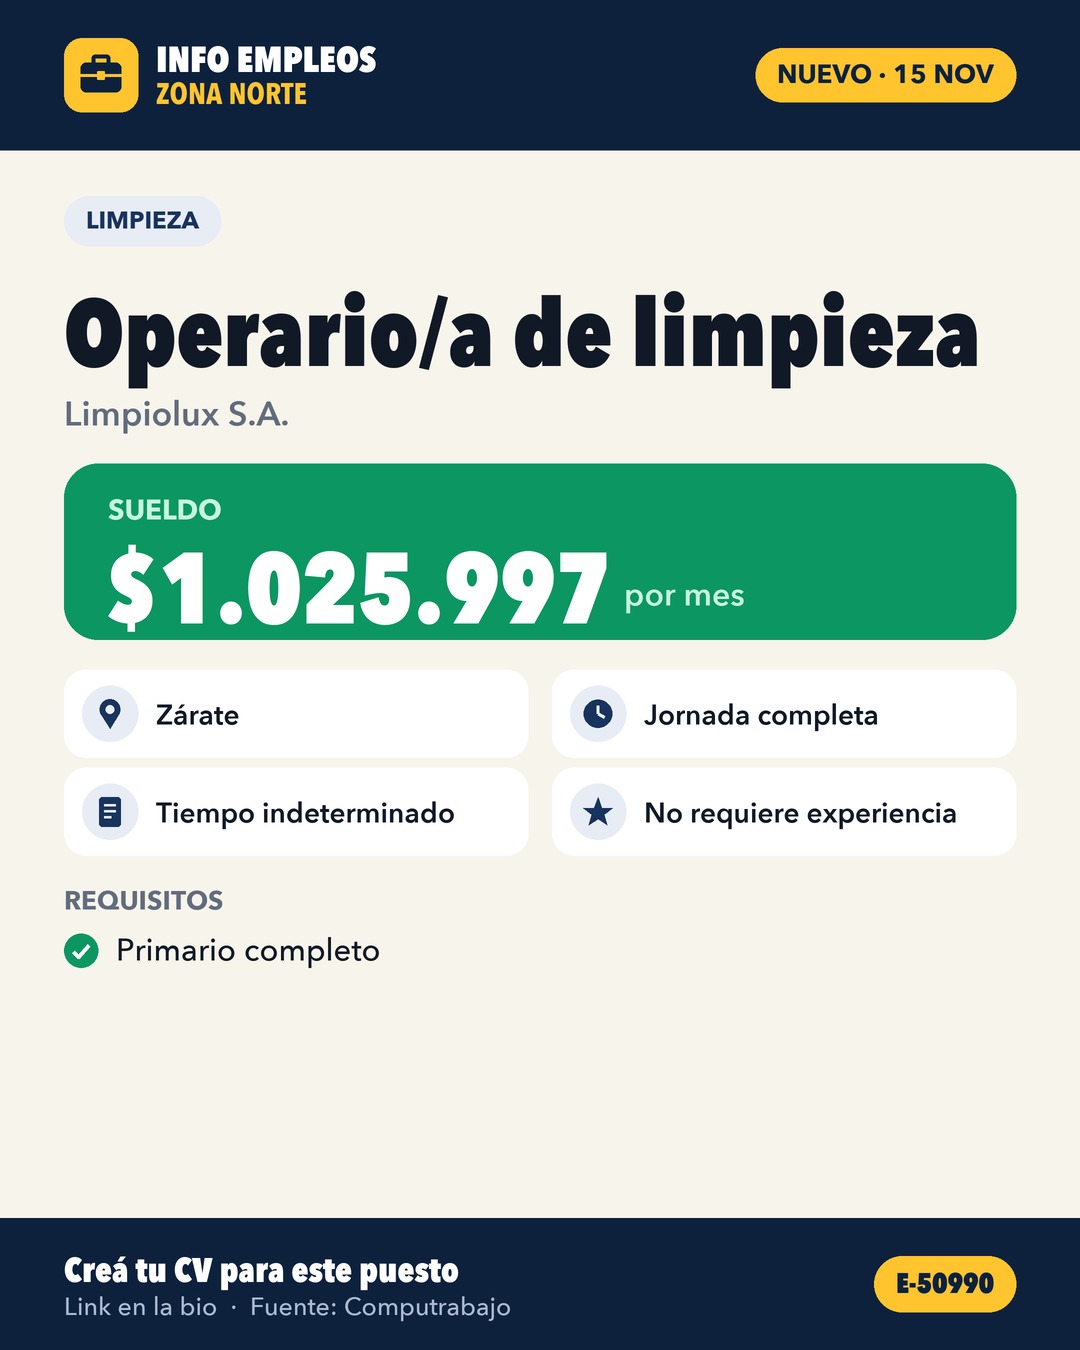 INFO EMPLEOS
ZONA NORTE
NUEVO · 15 NOV
LIMPIEZA
Operario/a de limpieza
Limpiolux S.A.
SUELDO
$1.025.997 por mes
Zárate
Jornada completa
Tiempo indeterminado
No requiere experiencia
REQUISITOS
Primario completo
Creá tu CV para este puesto
Link en la bio · Fuente: Computrabajo
E-50990